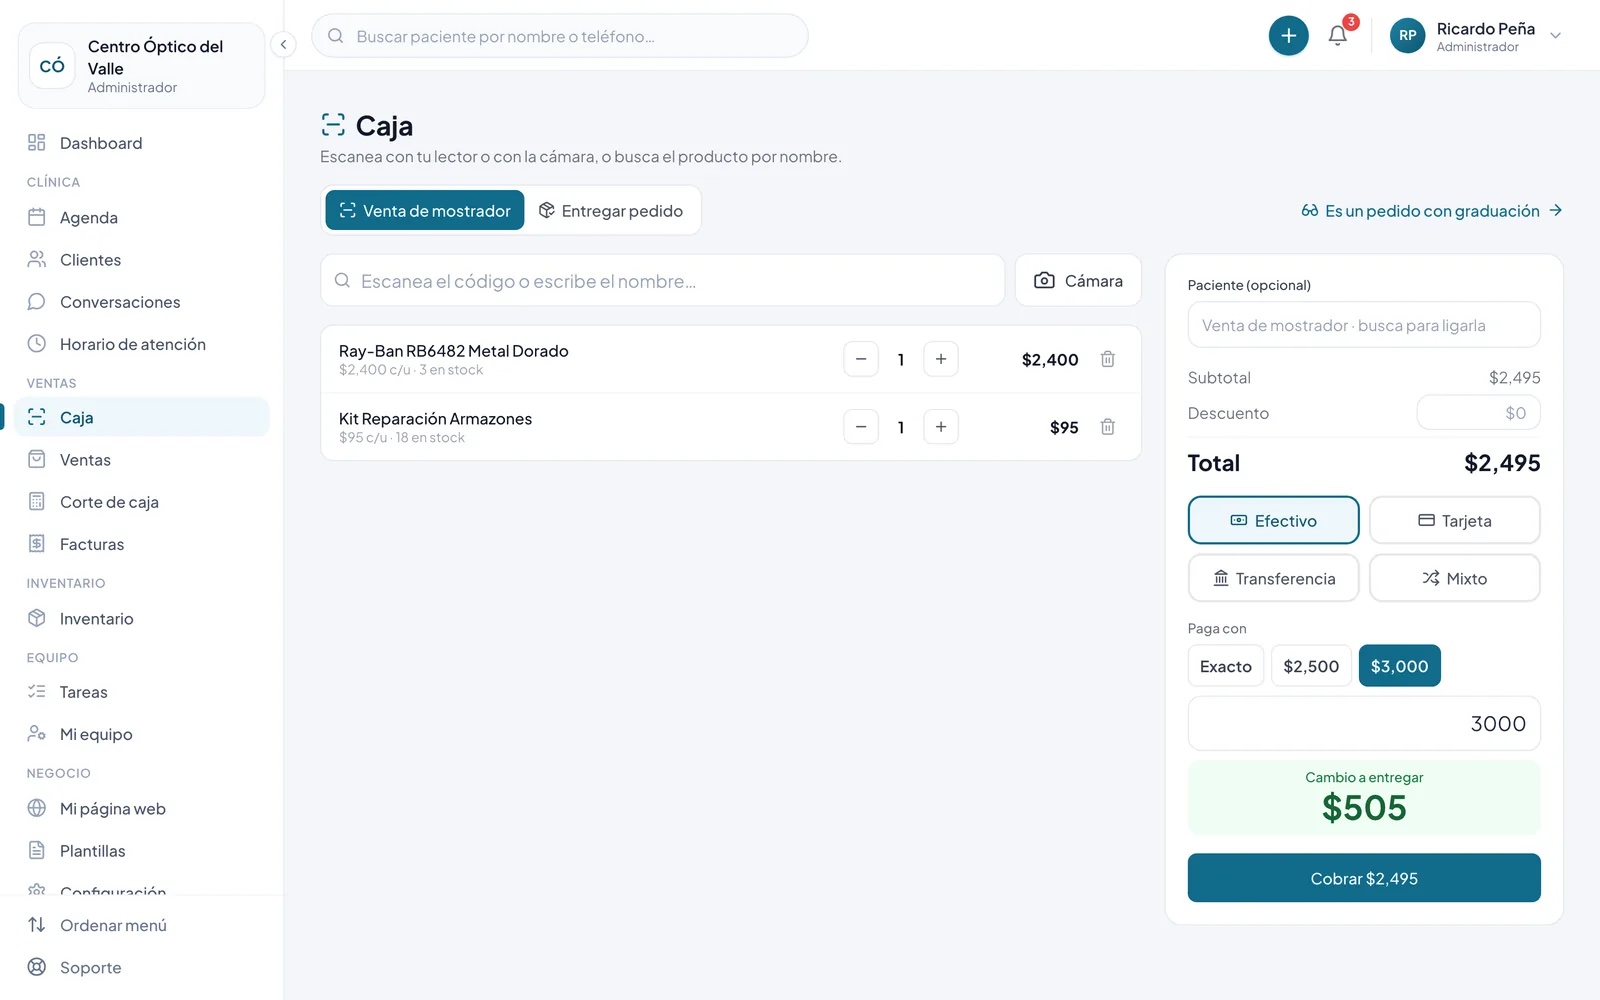 CÓ
Centro Óptico del
Valle
Administrador
Buscar paciente por nombre o teléfono...
3
RP
Ricardo Peña
Administrador
Dashboard
CLÍNICA
Agenda
Clientes
Conversaciones
Horario de atención
VENTAS
Caja
Ventas
Corte de caja
Facturas
INVENTARIO
Inventario
EQUIPO
Tareas
Mi equipo
NEGOCIO
Mi página web
Plantillas
Configuración
Ordenar menú
Soporte
Caja
Escanea con tu lector o con la cámara, o busca el producto por nombre.
Venta de mostrador
Entregar pedido
Es un pedido con graduación
Escanea el código o escribe el nombre...
Cámara
Ray-Ban RB6482 Metal Dorado
$2,400 c/u · 3 en stock
1
$2,400
Kit Reparación Armazones
$95 c/u · 18 en stock
1
$95
Paciente (opcional)
Venta de mostrador · busca para ligarla
Subtotal
$2,495
Descuento
$0
Total
$2,495
Efectivo
Tarjeta
Transferencia
Mixto
Paga con
Exacto
$2,500
$3,000
3000
Cambio a entregar
$505
Cobrar $2,495